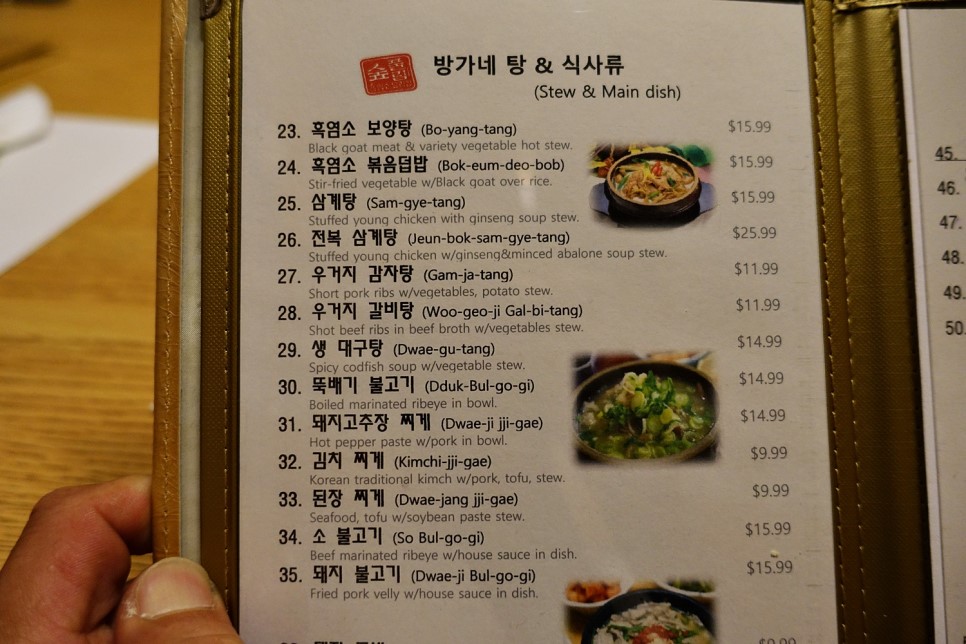 방가네 탕 & 식사류
(Stew & Main dish)
23. 흑염소 보양탕 (Bo-yang-tang) $15.99
Black goat meat & variety vegetable hot stew.
24. 흑염소 볶음덥밥 (Bok-eum-deo-bob) $15.99
Stir-fried vegetable w/Black goat over rice.
25. 삼계탕 (Sam-gye-tang) $15.99
Stuffed young chicken with ginseng soup stew.
26. 전복 삼계탕 (Jeun-bok-sam-gye-tang) $25.99
Stuffed young chicken w/ginseng&minced abalone soup stew.
27. 우거지 감자탕 (Gam-ja-tang) $11.99
Short pork ribs w/vegetables, potato stew.
28. 우거지 갈비탕 (Woo-geo-ji Gal-bi-tang) $11.99
Shot beef ribs in beef broth w/vegetables stew.
29. 생 대구탕 (Dwae-gu-tang) $14.99
Spicy codfish soup w/vegetable stew.
30. 뚝배기 불고기 (Dduk-Bul-go-gi) $14.99
Boiled marinated ribeye in bowl.
31. 돼지고추장 찌게 (Dwae-ji jji-gae) $14.99
Hot pepper paste w/pork in bowl.
32. 김치 찌게 (Kimchi-jji-gae) $9.99
Korean traditional kimch w/pork, tofu, stew.
33. 된장 찌게 (Dwae-jang jji-gae) $9.99
Seafood, tofu w/soybean paste stew.
34. 소 불고기 (So Bul-go-gi) $15.99
Beef marinated ribeye w/house sauce in dish.
35. 돼지 불고기 (Dwae-ji Bul-go-gi) $15.99
Fried pork velly w/house sauce in dish.
45.
46.
47.
48.
49.
50.